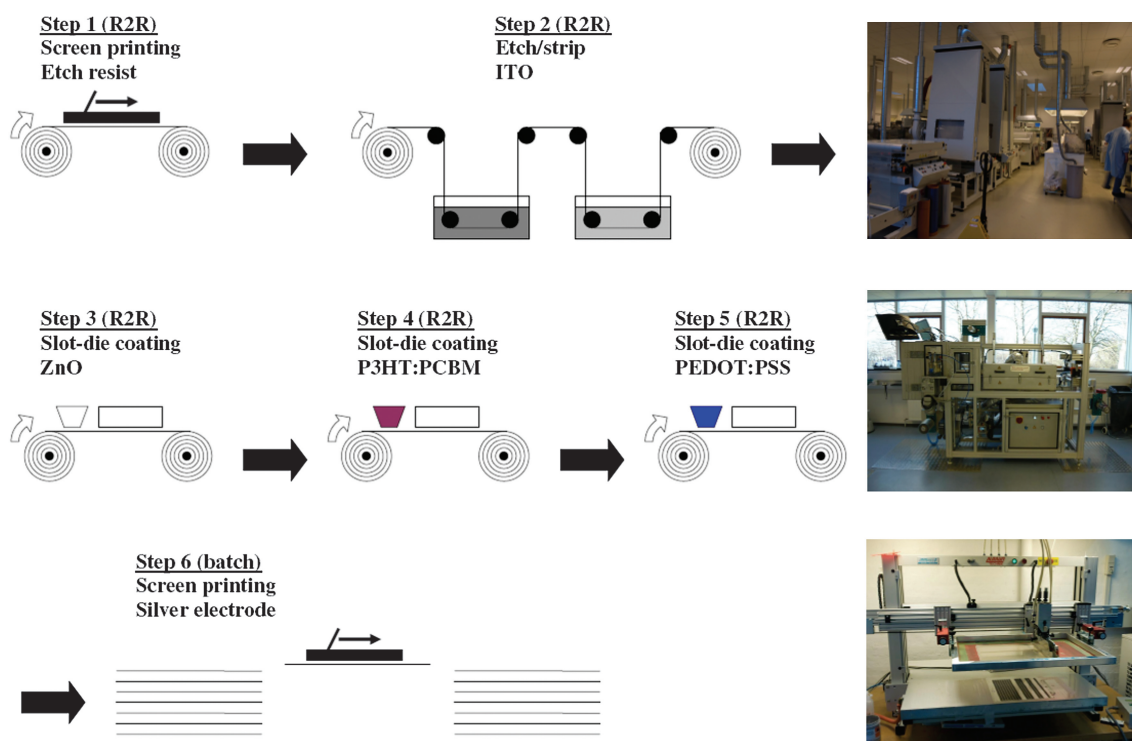 Step 1 (R2R)
Screen printing
Etch resist
Step 2 (R2R)
Etch/strip
ITO
Step 3 (R2R)
Slot-die coating
ZnO
Step 4 (R2R)
Slot-die coating
P3HT:PCBM
Step 5 (R2R)
Slot-die coating
PEDOT:PSS
Step 6 (batch)
Screen printing
Silver electrode